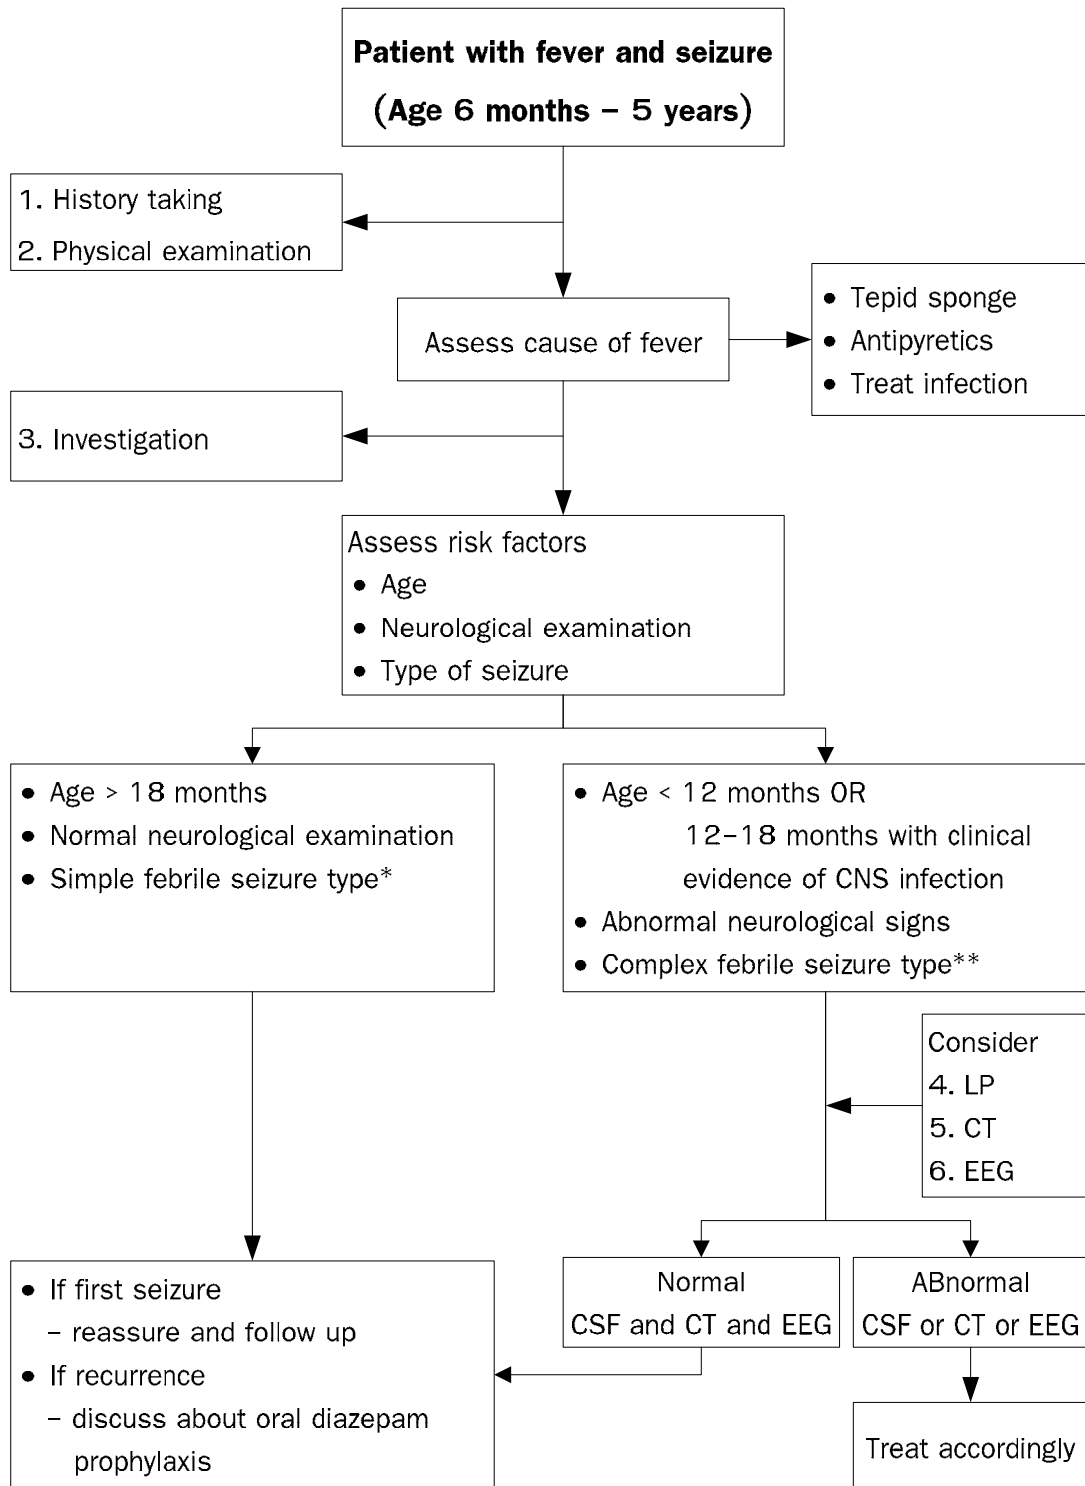 Patient with fever and seizure
(Age 6 months – 5 years)
1. History taking
2. Physical examination
Assess cause of fever
• Tepid sponge
• Antipyretics
• Treat infection
3. Investigation
Assess risk factors
• Age
• Neurological examination
• Type of seizure
• Age > 18 months
• Normal neurological examination
• Simple febrile seizure type*
• Age < 12 months OR
12–18 months with clinical
evidence of CNS infection
• Abnormal neurological signs
• Complex febrile seizure type**
Consider
4. LP
5. CT
6. EEG
Normal
CSF and CT and EEG
ABnormal
CSF or CT or EEG
• If first seizure
– reassure and follow up
• If recurrence
– discuss about oral diazepam
prophylaxis
Treat accordingly